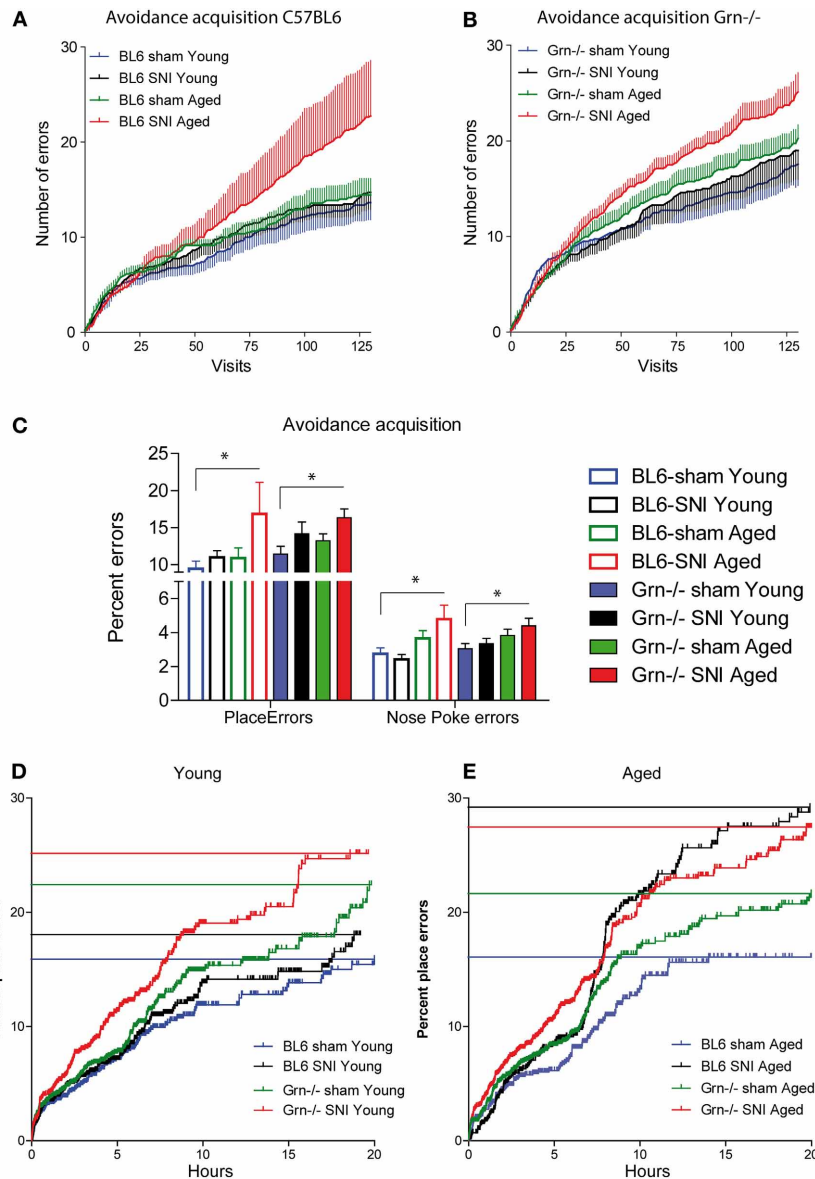 A
Avoidance acquisition C57BL6
30
20
10
0
Number of errors
BL6 sham Young
BL6 SNI Young
BL6 sham Aged
BL6 SNI Aged
0 25 50 75 100 125
Visits
B
Avoidance acquisition Grn-/-
30
20
10
0
Number of errors
Grn-/- sham Young
Grn-/- SNI Young
Grn-/- sham Aged
Grn-/- SNI Aged
0 25 50 75 100 125
Visits
C
Avoidance acquisition
25
20
15
10
6
4
2
0
Percent errors
* * * *
PlaceErrors Nose Poke errors
BL6-sham Young
BL6-SNI Young
BL6-sham Aged
BL6-SNI Aged
Grn-/- sham Young
Grn-/- SNI Young
Grn-/- sham Aged
Grn-/- SNI Aged
D
Young
30
20
10
0
BL6 sham Young
BL6 SNI Young
Grn-/- sham Young
Grn-/- SNI Young
0 5 10 15 20
Hours
E
Aged
30
20
10
0
Percent place errors
BL6 sham Aged
BL6 SNI Aged
Grn-/- sham Aged
Grn-/- SNI Aged
0 5 10 15 20
Hours